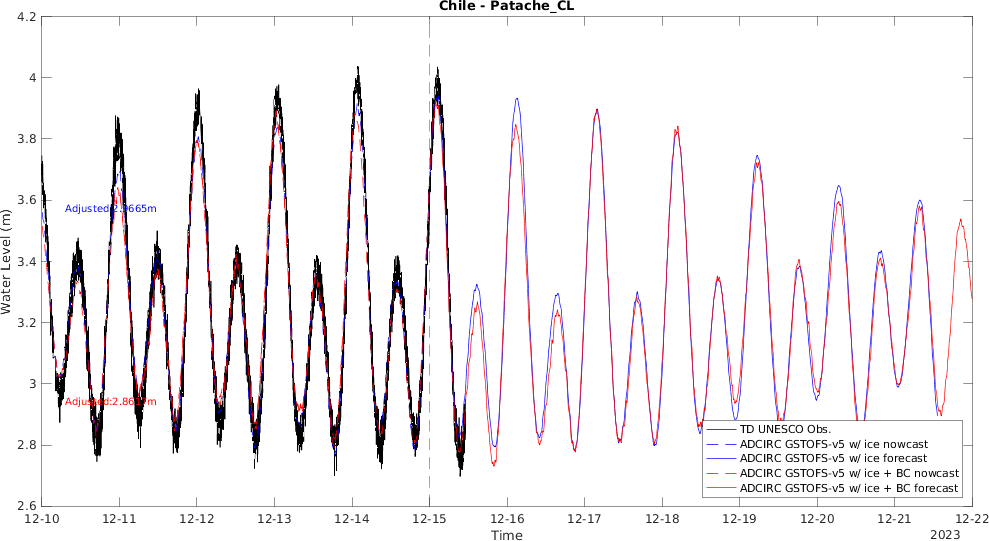 Chile - Patache_CL
4.2
4
3.8
3.6
3.4
3.2
3
2.8
2.6
Water Level (m)
TD UNESCO Obs.
ADCIRC GSTOFS-v5 w/ ice nowcast
ADCIRC GSTOFS-v5 w/ ice forecast
ADCIRC GSTOFS-v5 w/ ice + BC nowcast
ADCIRC GSTOFS-v5 w/ ice + BC forecast
12-10 12-11 12-12 12-13 12-14 12-15 12-16 12-17 12-18 12-19 12-20 12-21 12-22
Time
2023